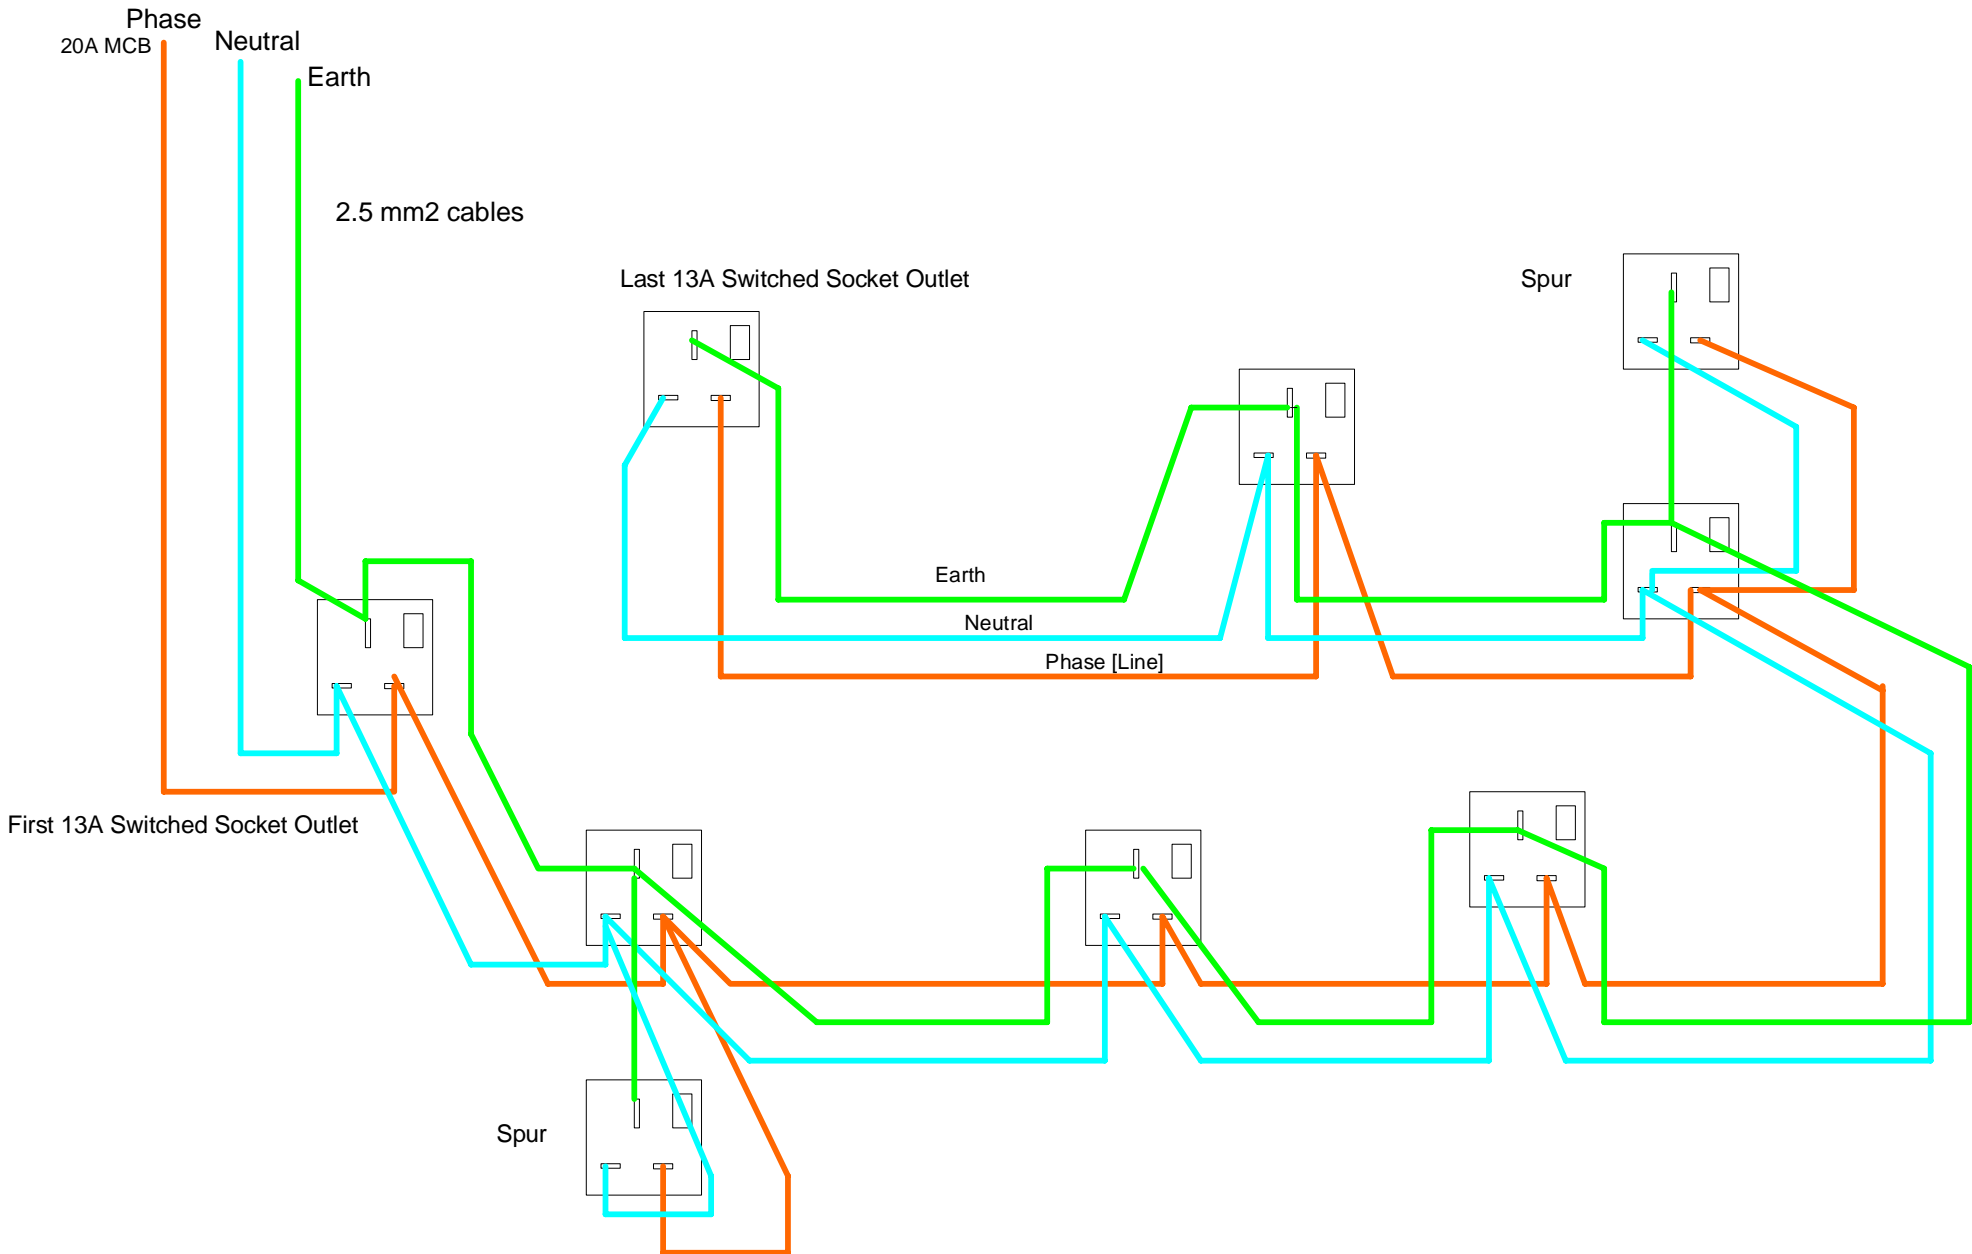 Phase
20A MCB
Neutral
Earth
2.5 mm2 cables
Last 13A Switched Socket Outlet
Spur
Earth
Neutral
Phase [Line]
First 13A Switched Socket Outlet
Spur